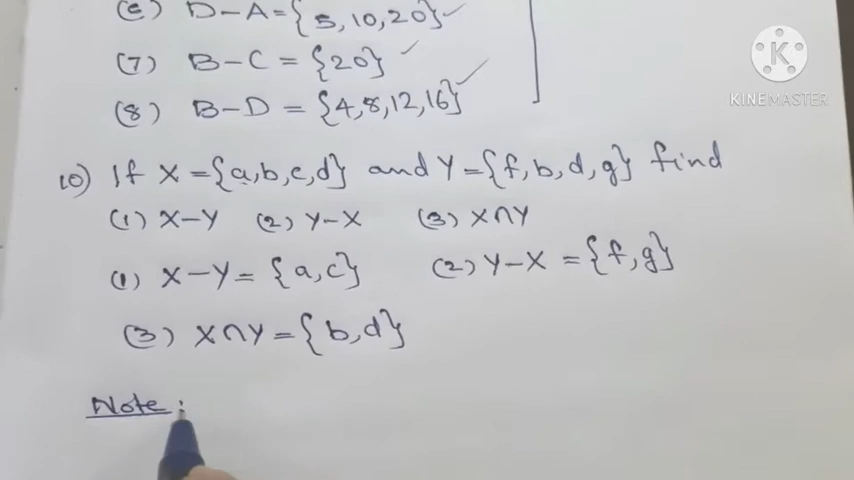 (6) D-A={5,10,20}
(7) B-C = {20}
(8) B-D = {4,8,12,16}
10) If X={a,b,c,d} and Y={f,b,d,g} find
(1) X-Y (2) Y-X (3) X∩Y
(1) X-Y= {a,c} (2) Y-X ={f,g}
(3) X∩Y={b,d}
Note:
KINEMASTER